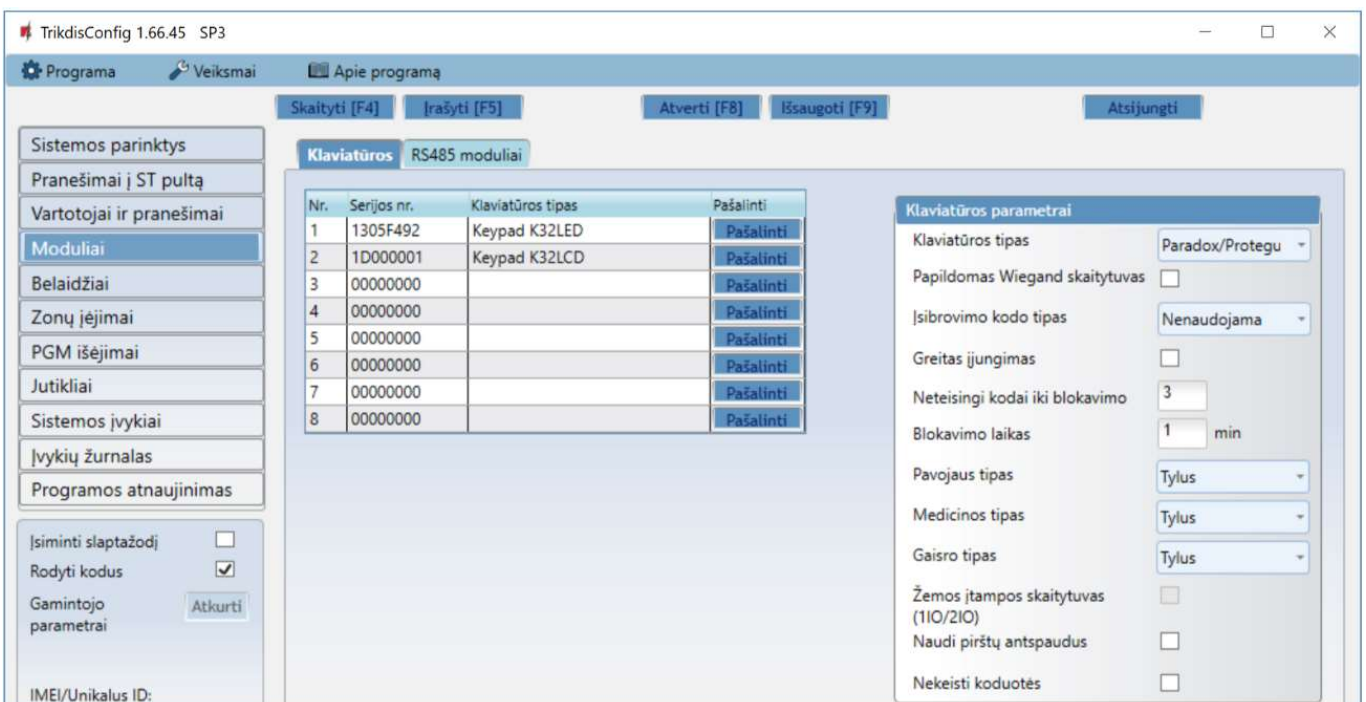 TrikdisConfig 1.66.45 SP3
Programa Veiksmai Apie programą
Skaityti [F4] Įrašyti [F5] Atverti [F8] Išsaugoti [F9] Atsijungti
Sistemos parinktys
Pranešimai į ST pultą
Vartotojai ir pranešimai
Moduliai
Belaidžiai
Zonų įėjimai
PGM išėjimai
Jutikliai
Sistemos įvykiai
Įvykių žurnalas
Programos atnaujinimas
Įsiminti slaptažodį
Rodyti kodus
Gamintojo
parametrai
Atkurti
IMEI/Unikalus ID:
Klaviatūros RS485 moduliai
Nr. Serijos nr. Klaviatūros tipas Pašalinti
1 1305F492 Keypad K32LED Pašalinti
2 1D000001 Keypad K32LCD Pašalinti
3 00000000 Pašalinti
4 00000000 Pašalinti
5 00000000 Pašalinti
6 00000000 Pašalinti
7 00000000 Pašalinti
8 00000000 Pašalinti
Klaviatūros parametrai
Klaviatūros tipas Paradox/Protegu
Papildomas Wiegand skaitytuvas
Įsibrovimo kodo tipas Nenaudojama
Greitas įjungimas
Neteisingi kodai iki blokavimo 3
Blokavimo laikas 1 min
Pavojaus tipas Tylus
Medicinos tipas Tylus
Gaisro tipas Tylus
Žemos įtampos skaitytuvas
(1IO/2IO)
Naudi pirštų antspaudus
Nekeisti koduotės